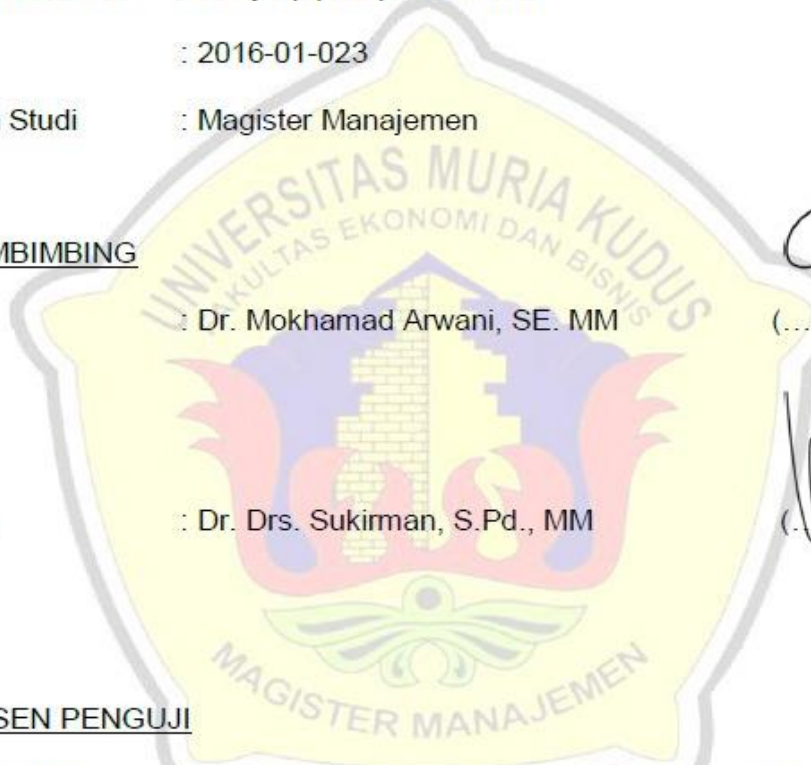 : 2016-01-023
Studi : Magister Manajemen
UNIVERSITAS MURIA KUDUS
FAKULTAS EKONOMI DAN BISNIS
MBIMBING
: Dr. Mokhamad Arwani, SE. MM (…
: Dr. Drs. Sukirman, S.Pd., MM (..
MAGISTER MANAJEMEN
SEN PENGUJI